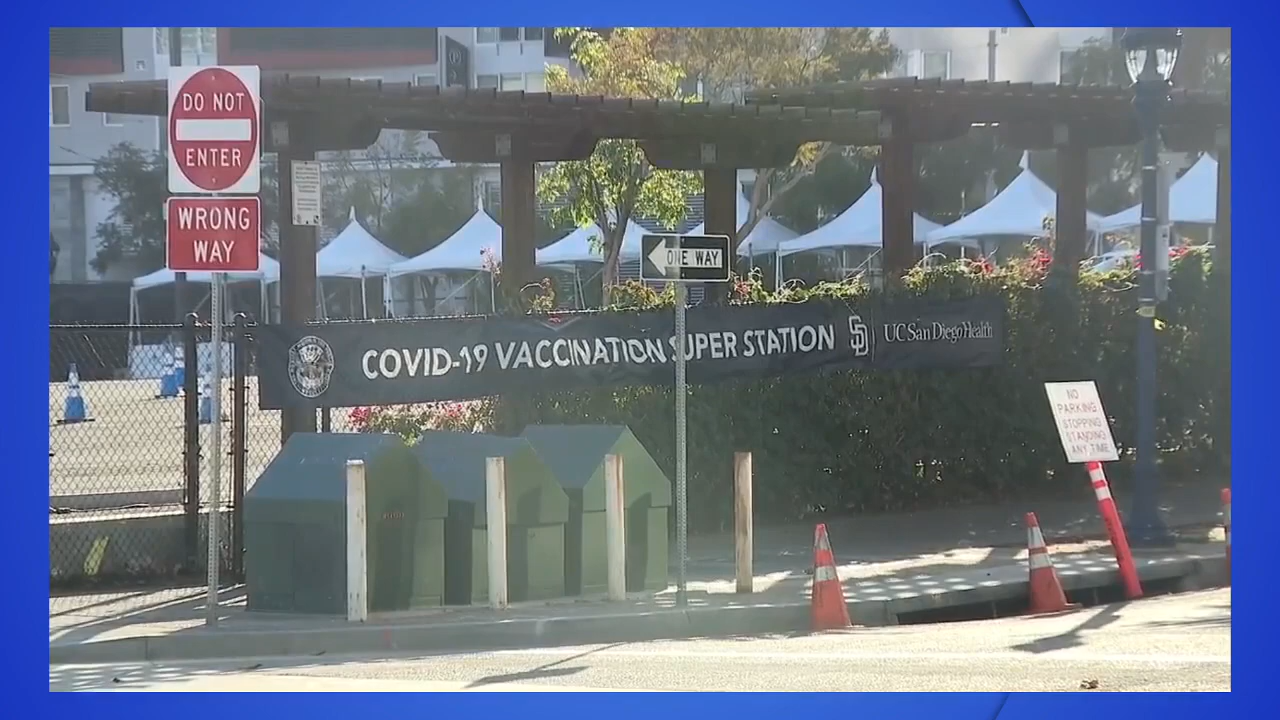 DO NOT
ENTER
WRONG
WAY
ONE WAY
COVID-19 VACCINATION SUPER STATION
SD
UC San Diego Health
NO
PARKING
STOPPING
STANDING
ANY TIME